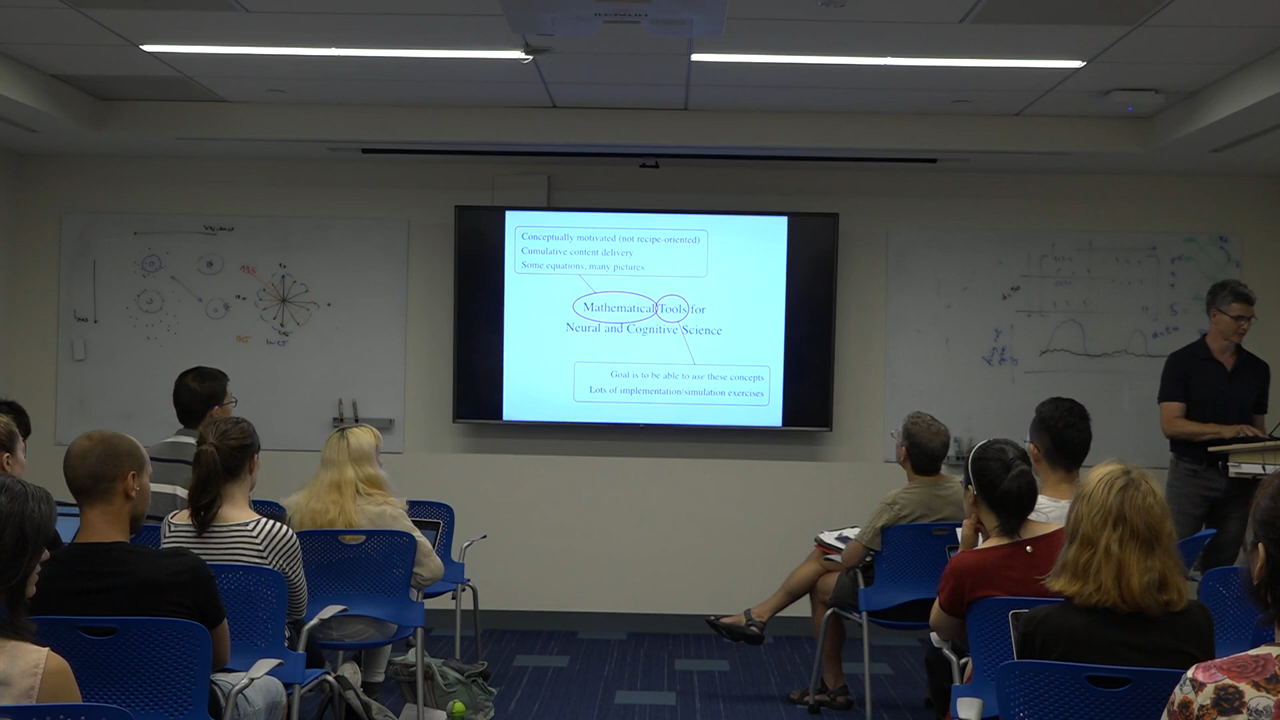 Conceptually motivated (not recipe-oriented)
Cumulative content delivery
Some equations, many pictures
Mathematical Tools for
Neural and Cognitive Science
Goal is to be able to use these concepts
Lots of implementation/simulation exercises